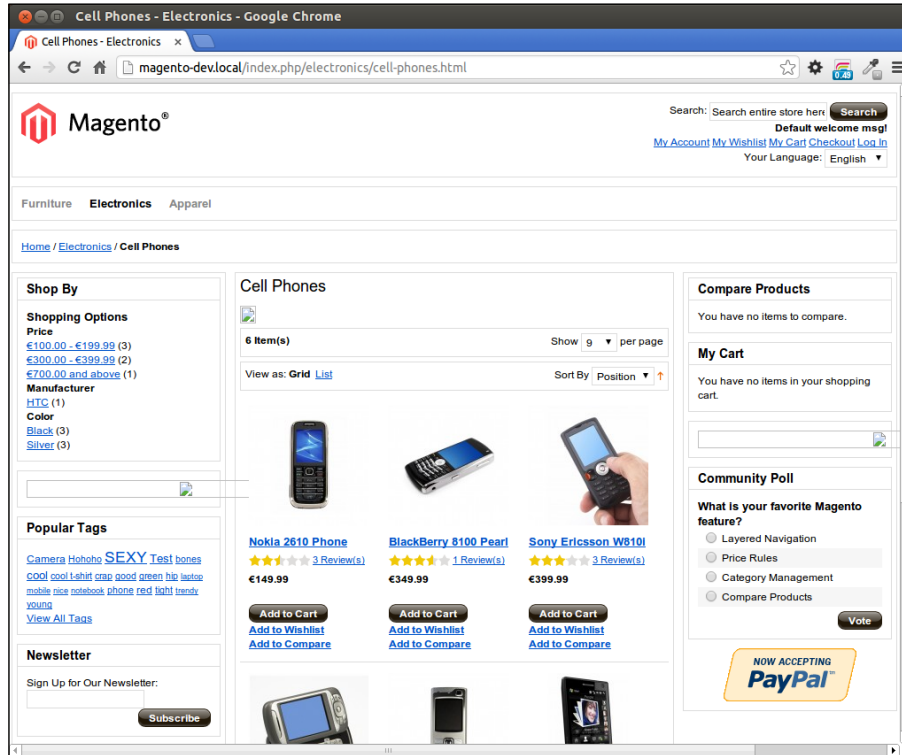 Cell Phones - Electronics - Google Chrome
Cell Phones - Electronics ×
magento-dev.local/index.php/electronics/cell-phones.html
0.49
Magento®
Search: Search entire store here Search
Default welcome msg!
My Account My Wishlist My Cart Checkout Log In
Your Language: English
Furniture Electronics Apparel
Home / Electronics / Cell Phones
Shop By
Shopping Options
Price
€100.00 - €199.99 (3)
€300.00 - €399.99 (2)
€700.00 and above (1)
Manufacturer
HTC (1)
Color
Black (3)
Silver (3)
Popular Tags
Camera Hohoho SEXY Test bones
cool cool t-shirt crap good green hip laptop
mobile nice notebook phone red tight trendy
young
View All Tags
Newsletter
Sign Up for Our Newsletter:
Subscribe
Cell Phones
6 Item(s) Show 9 per page
View as: Grid List Sort By Position
Nokia 2610 Phone
3 Review(s)
€149.99
Add to Cart
Add to Wishlist
Add to Compare
BlackBerry 8100 Pearl
1 Review(s)
€349.99
Add to Cart
Add to Wishlist
Add to Compare
Sony Ericsson W810i
3 Review(s)
€399.99
Add to Cart
Add to Wishlist
Add to Compare
Compare Products
You have no items to compare.
My Cart
You have no items in your shopping
cart.
Community Poll
What is your favorite Magento
feature?
Layered Navigation
Price Rules
Category Management
Compare Products
Vote
NOW ACCEPTING
PayPal™